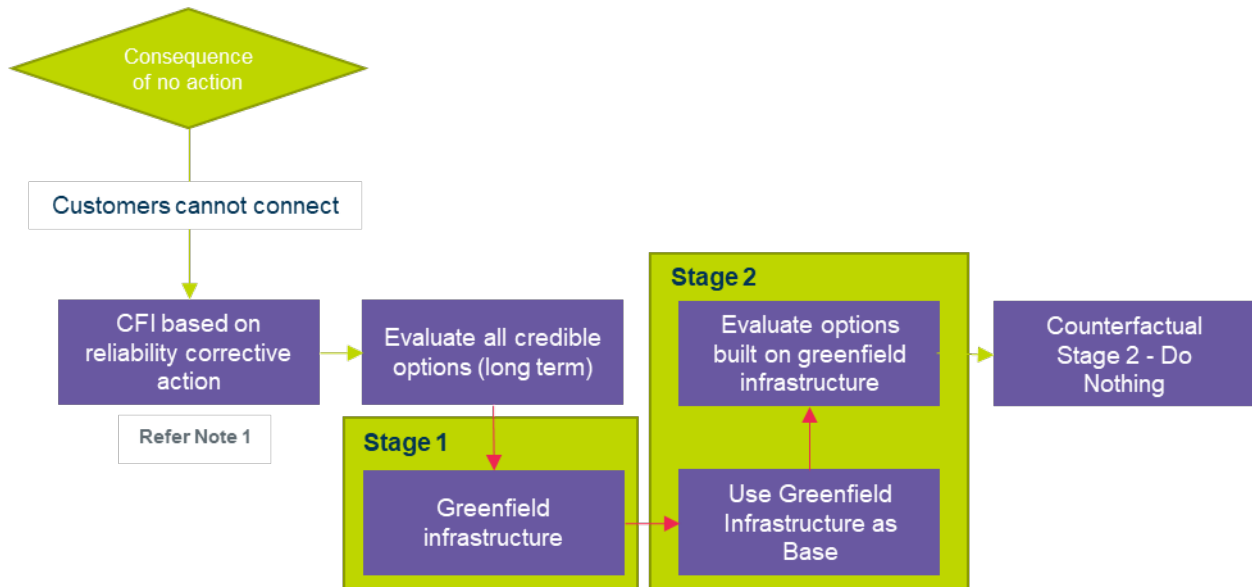 Consequence
of no action
Customers cannot connect
CFI based on
reliability corrective
action
Refer Note 1
Evaluate all credible
options (long term)
Stage 1
Greenfield
infrastructure
Stage 2
Evaluate options
built on greenfield
infrastructure
Use Greenfield
Infrastructure as
Base
Counterfactual
Stage 2 - Do
Nothing